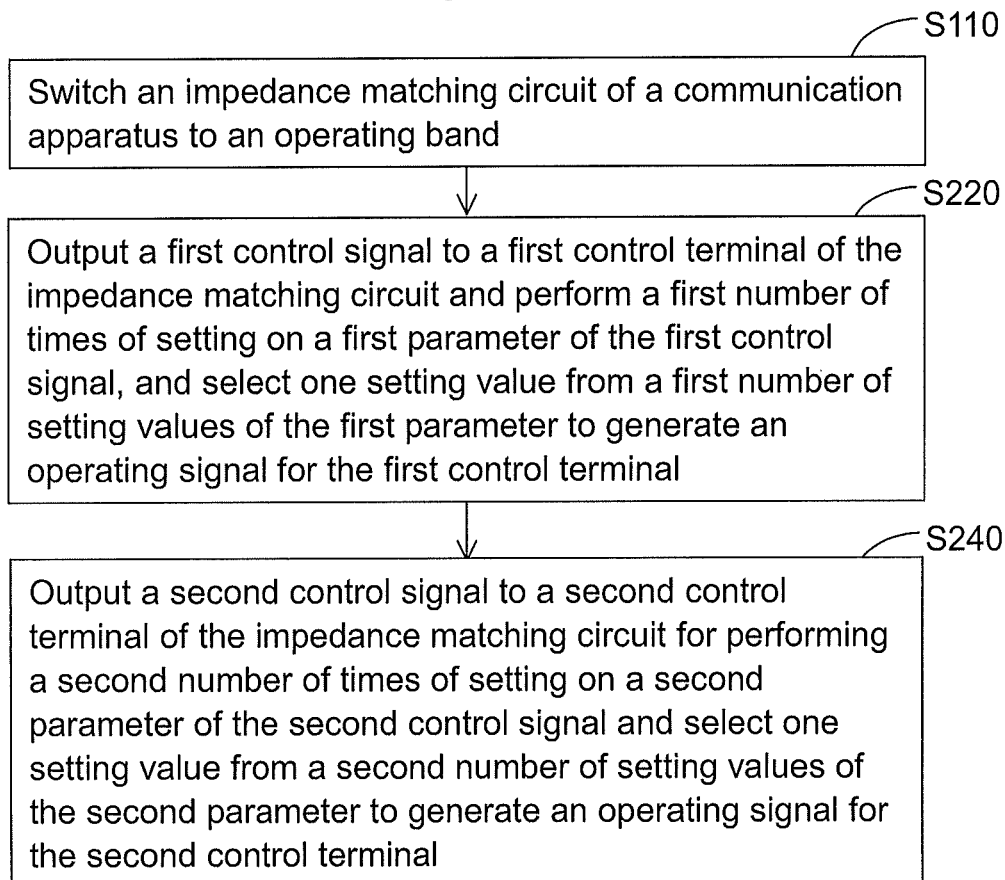 S110
Switch an impedance matching circuit of a communication
apparatus to an operating band
S220
Output a first control signal to a first control terminal of the
impedance matching circuit and perform a first number of
times of setting on a first parameter of the first control
signal, and select one setting value from a first number of
setting values of the first parameter to generate an
operating signal for the first control terminal
S240
Output a second control signal to a second control
terminal of the impedance matching circuit for performing
a second number of times of setting on a second
parameter of the second control signal and select one
setting value from a second number of setting values of
the second parameter to generate an operating signal for
the second control terminal